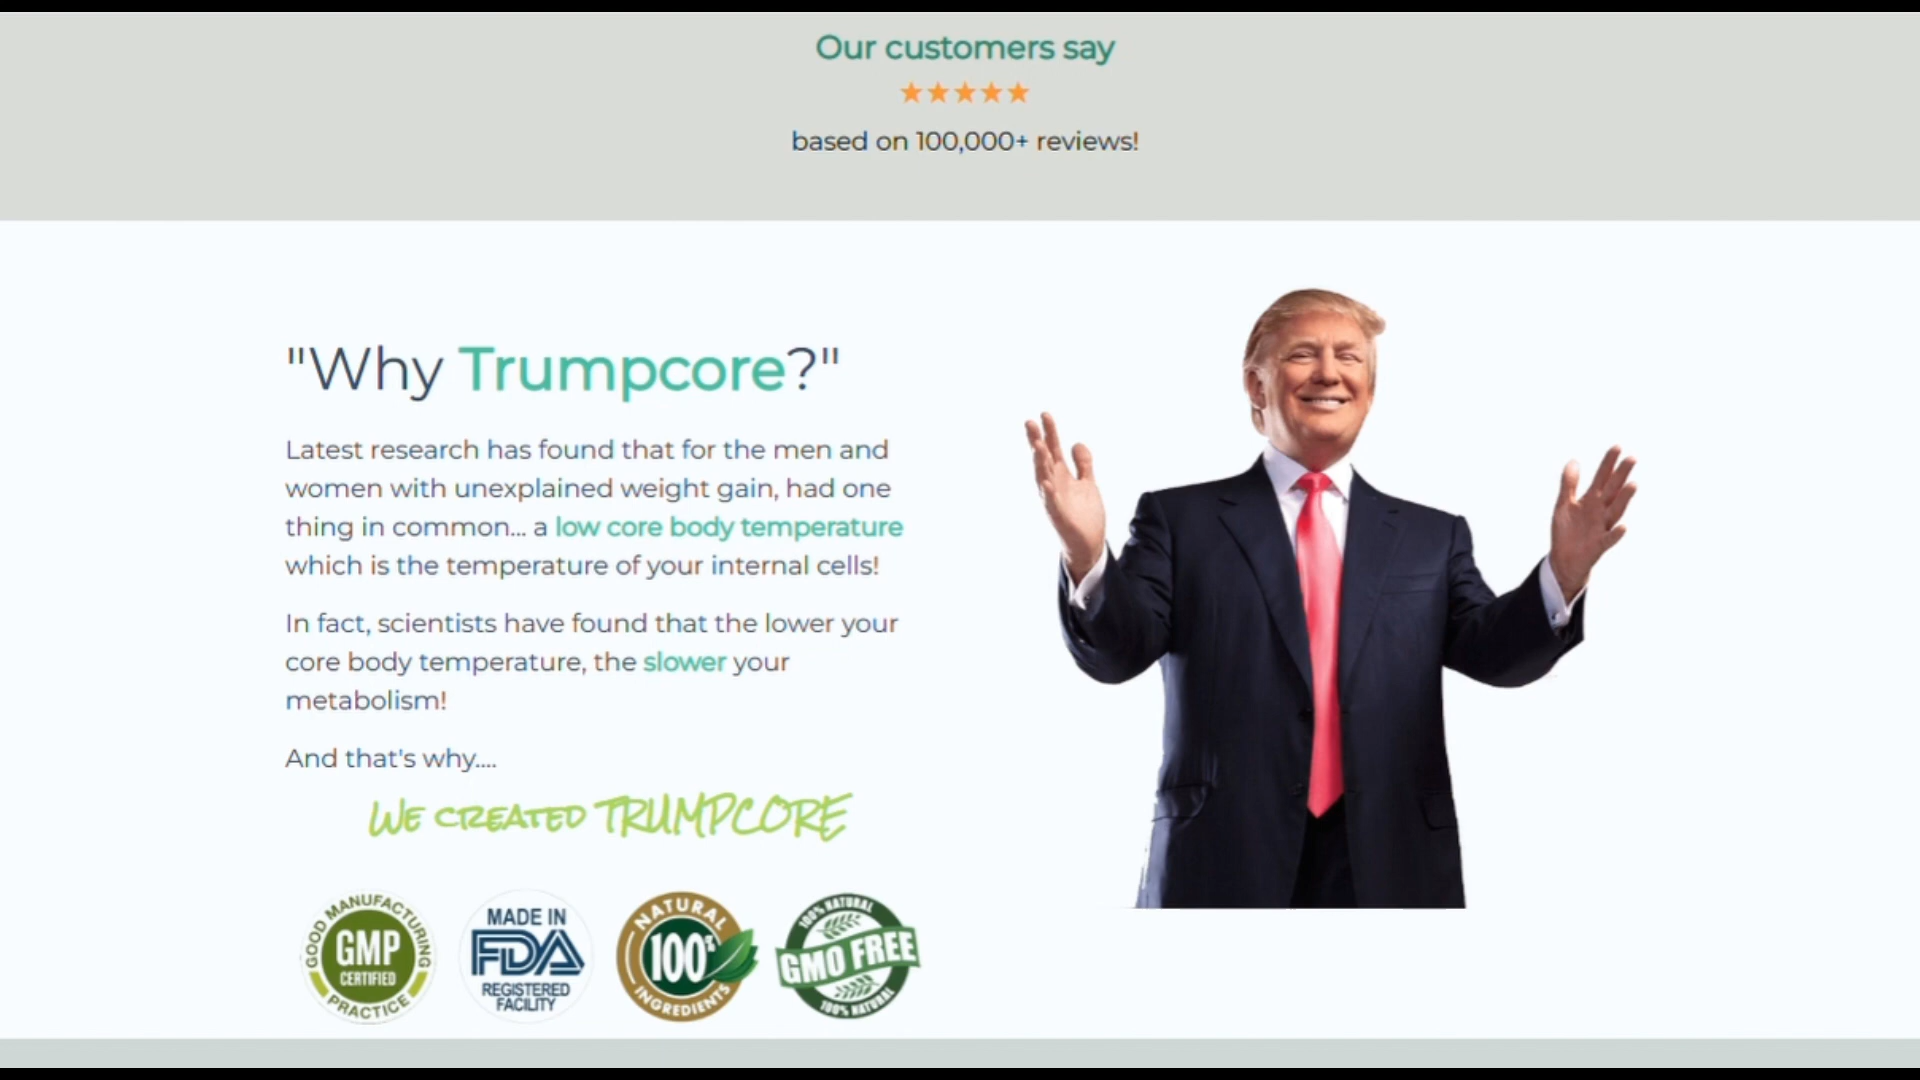 Our customers say
based on 100,000+ reviews!
"Why Trumpcore?"
Latest research has found that for the men and
women with unexplained weight gain, had one
thing in common... a low core body temperature
which is the temperature of your internal cells!
In fact, scientists have found that the lower your
core body temperature, the slower your
metabolism!
And that's why....
WE CREATED TRUMPCORE
GOOD MANUFACTURING
GMP
CERTIFIED
PRACTICE
MADE IN
FDA
REGISTERED
FACILITY
NATURAL
100%
INGREDIENTS
100% NATURAL
GMO FREE
100% NATURAL